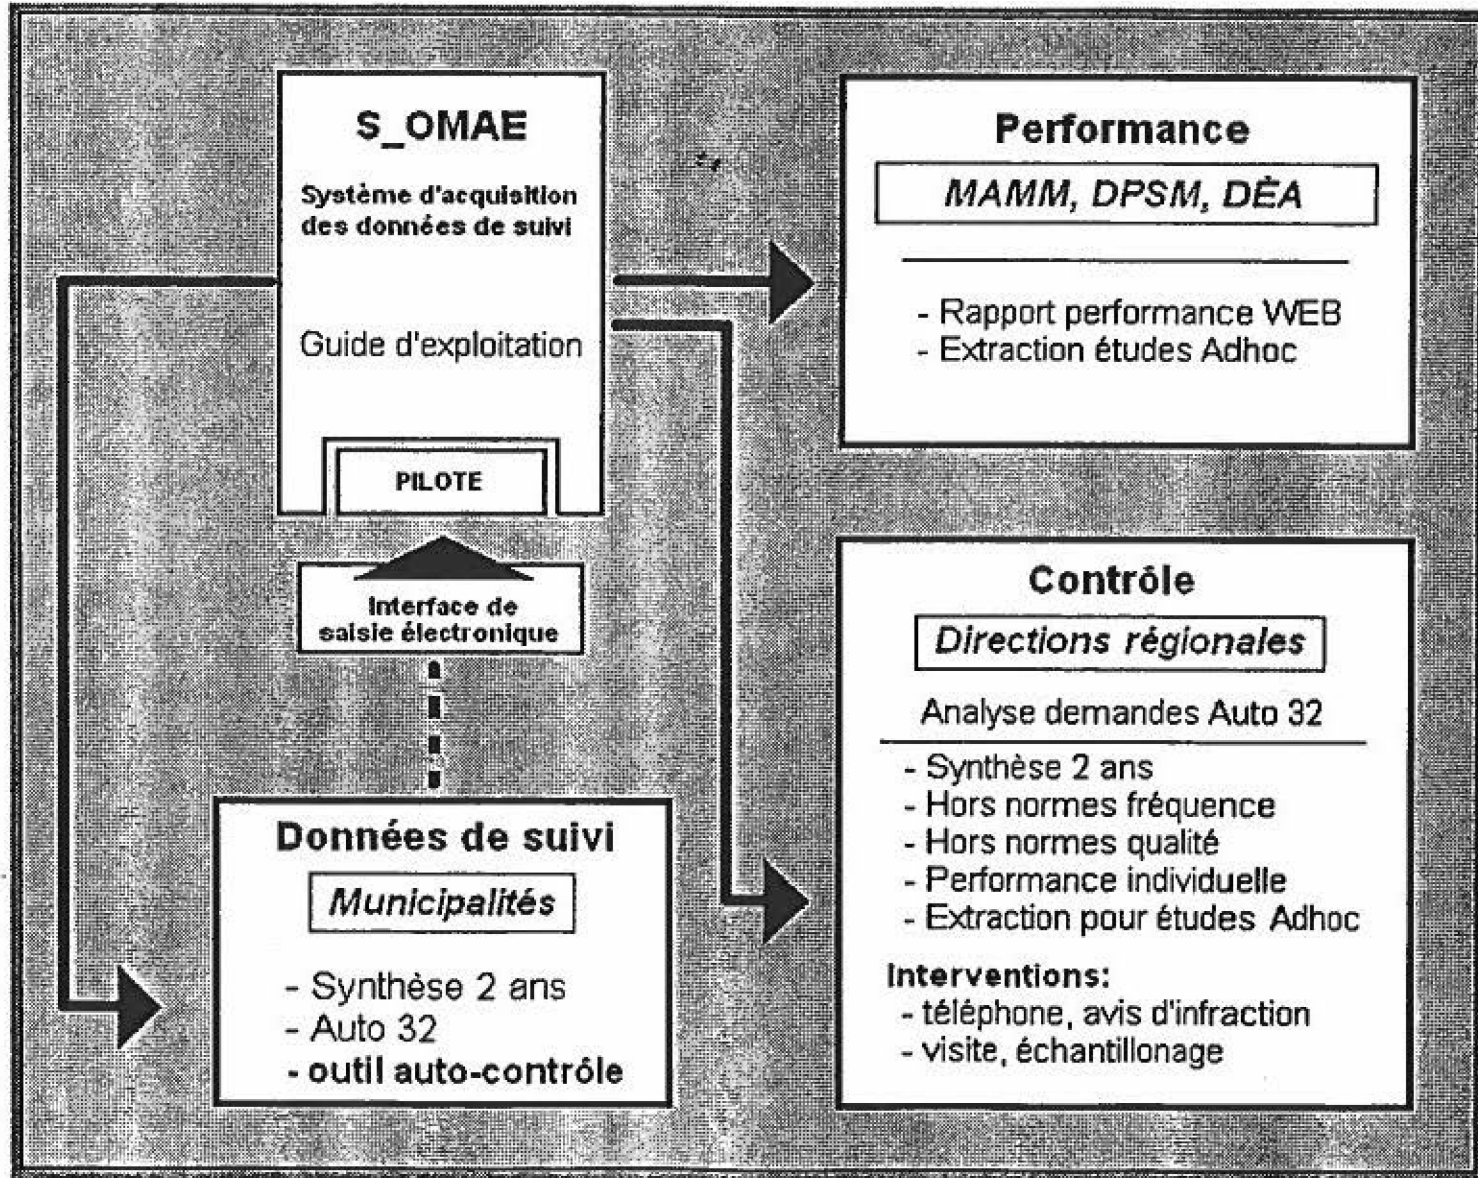 S_OMAE
Système d'acquisition
des données de suivi
Guide d'exploitation
PILOTE
Interface de
saisie électronique
Données de suivi
Municipalités
- Synthèse 2 ans
- Auto 32
- outil auto-contrôle
Performance
MAMM, DPSM, DÈA
- Rapport performance WEB
- Extraction études Adhoc
Contrôle
Directions régionales
Analyse demandes Auto 32
- Synthèse 2 ans
- Hors normes fréquence
- Hors normes qualité
- Performance individuelle
- Extraction pour études Adhoc
Interventions:
- téléphone, avis d'infraction
- visite, échantillonage